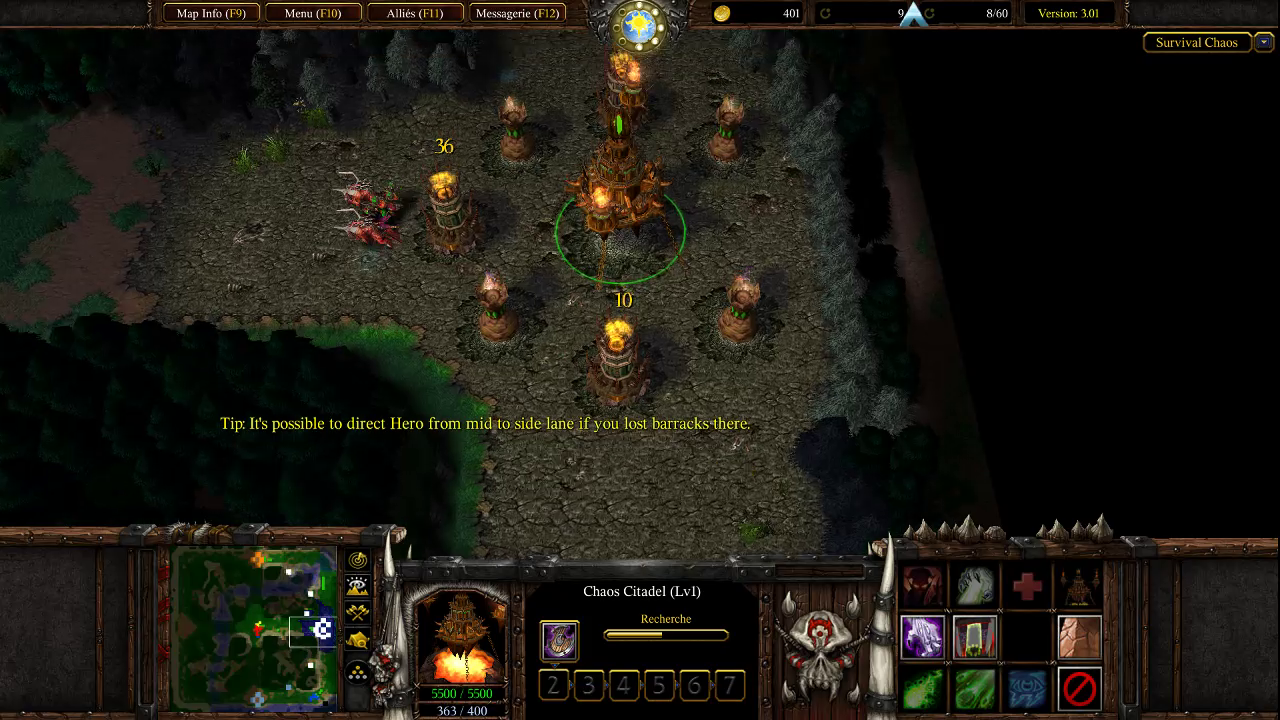 Map Info (F9) Menu (F10) Alliés (F11) Messagerie (F12) 401 9 8/60 Version: 3.01
Survival Chaos
36
10
Tip: It's possible to direct Hero from mid to side lane if you lost barracks there.
Chaos Citadel (Lv1)
Recherche
2 3 4 5 6 7
5500 / 5500
363 / 400